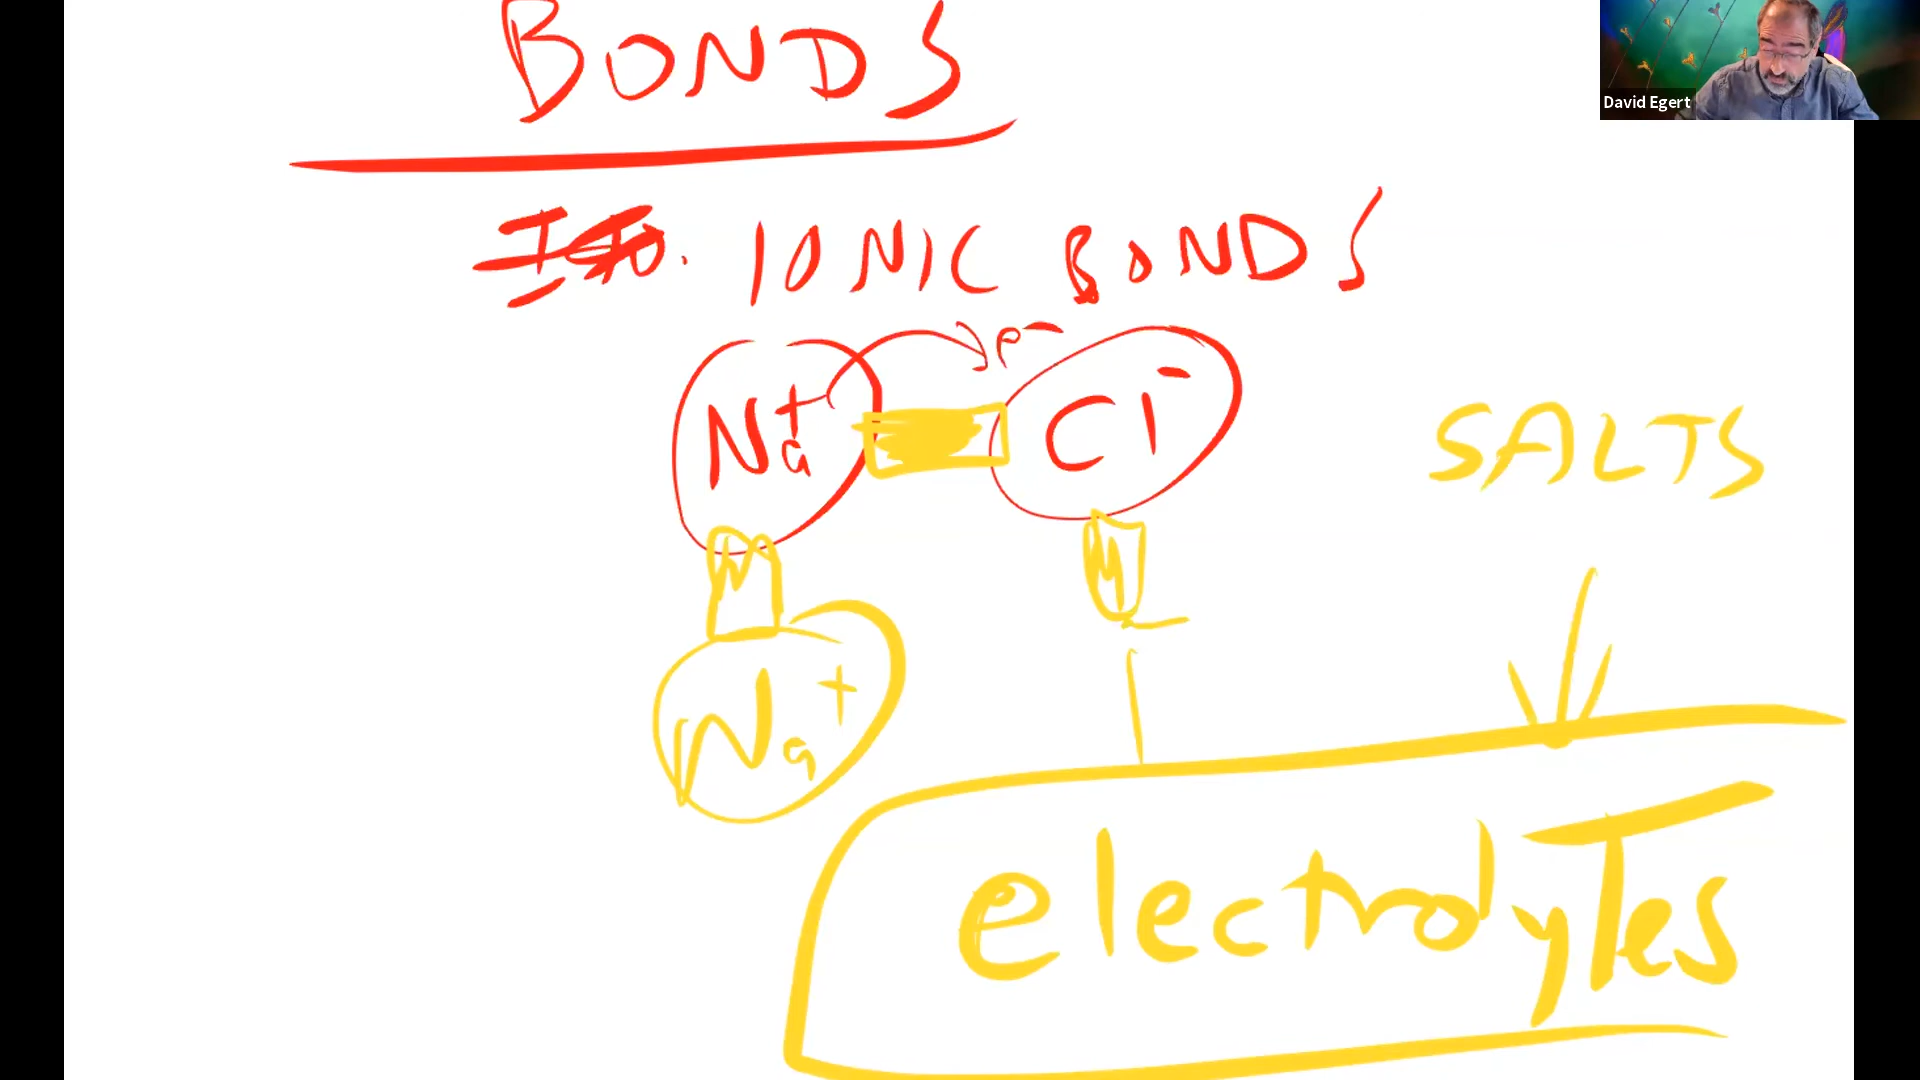 BONDS
David Egert
IONIC BONDS
e⁻
Na⁺ Cl⁻
SALTS
Na⁺
electrolytes